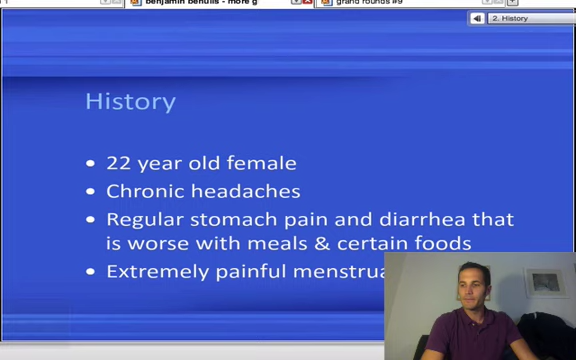 benjamin benulis - more g
grand rounds #9
2. History
History
• 22 year old female
• Chronic headaches
• Regular stomach pain and diarrhea that
is worse with meals & certain foods
• Extremely painful